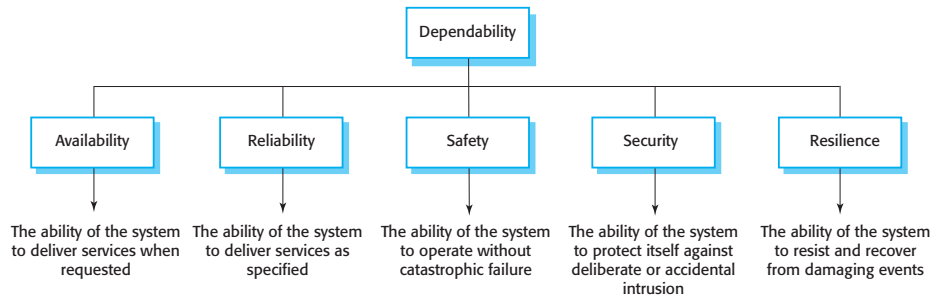 Dependability
Availability
Reliability
Safety
Security
Resilience
The ability of the system
to deliver services when
requested
The ability of the system
to deliver services as
specified
The ability of the system
to operate without
catastrophic failure
The ability of the system
to protect itself against
deliberate or accidental
intrusion
The ability of the system
to resist and recover
from damaging events